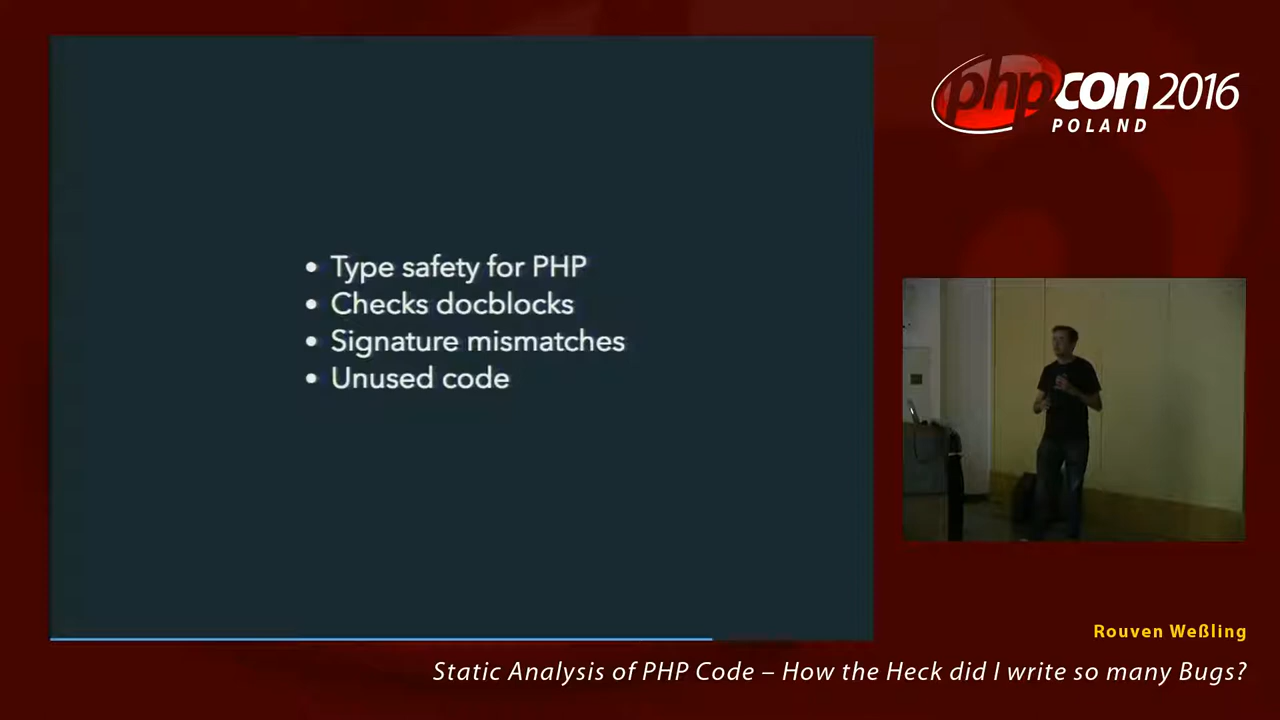 • Type safety for PHP
• Checks docblocks
• Signature mismatches
• Unused code
phpcon 2016
POLAND
Rouven Weßling
Static Analysis of PHP Code – How the Heck did I write so many Bugs?